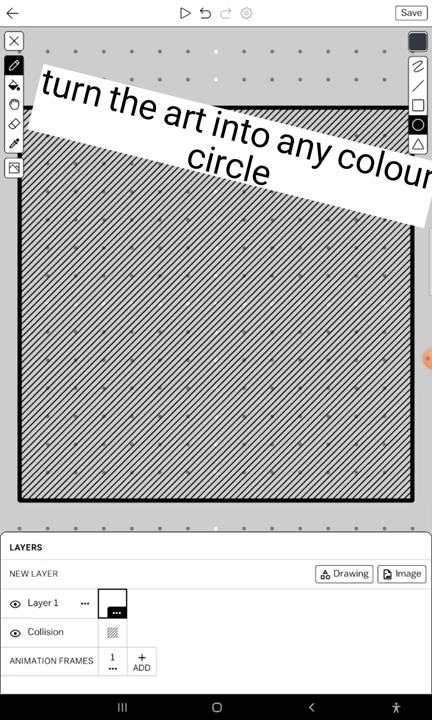 Save
turn the art into any colour
circle
LAYERS
NEW LAYER
Drawing
Image
Layer 1
Collision
ANIMATION FRAMES
1
+
ADD